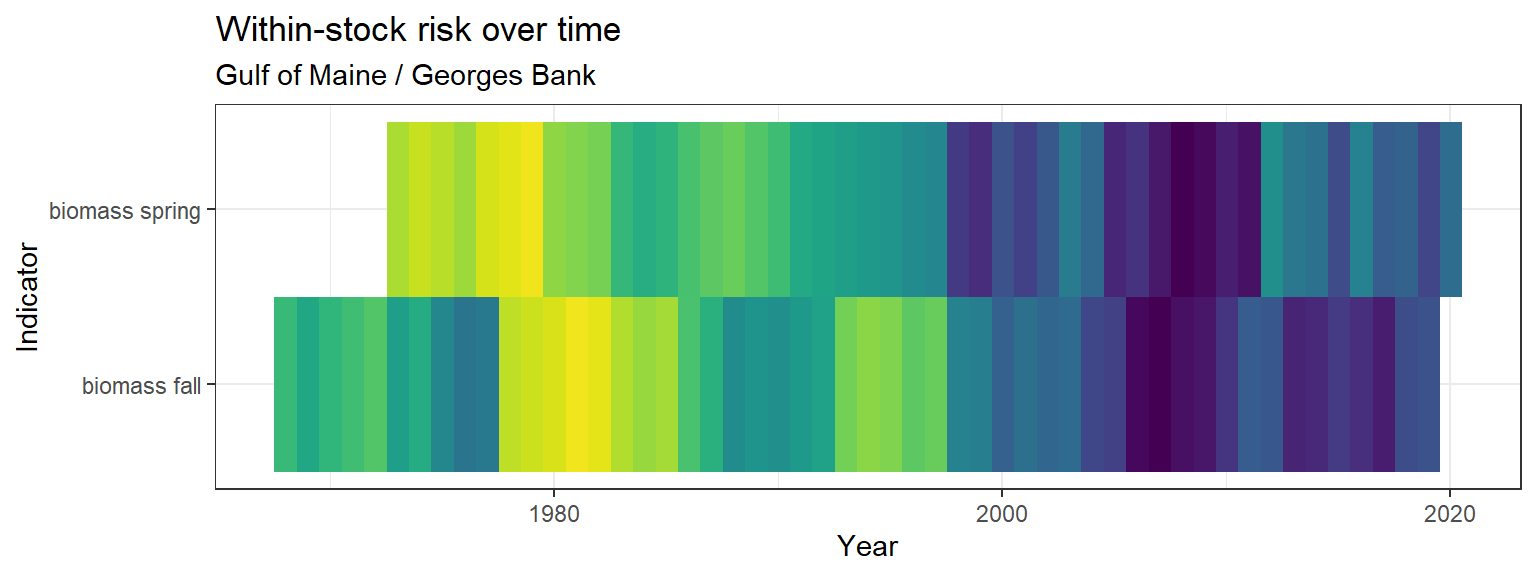 Within-stock risk over time
Gulf of Maine / Georges Bank
Indicator
biomass spring
biomass fall
1980
2000
2020
Year